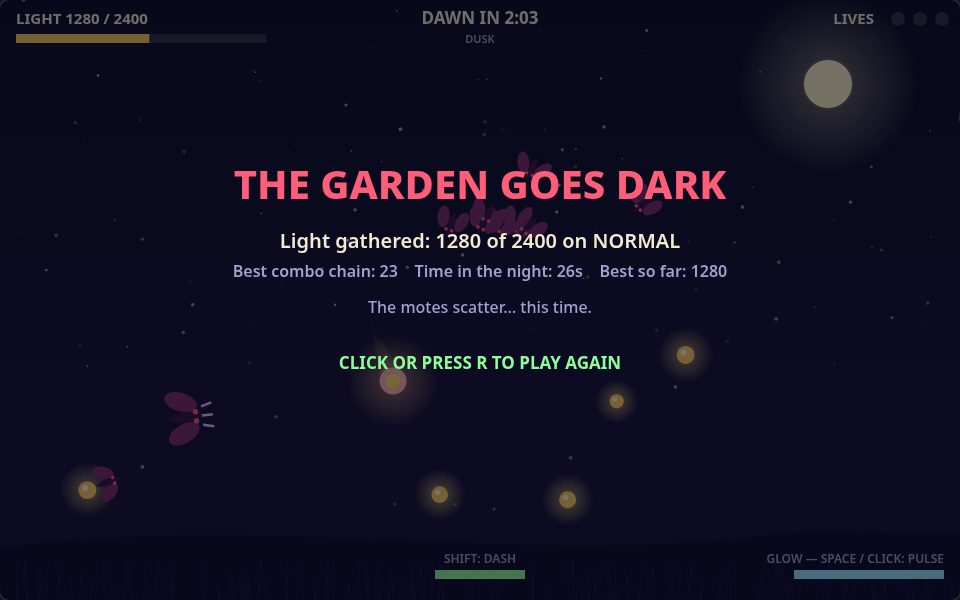 LIGHT 1280 / 2400
DAWN IN 2:03
LIVES
DUSK
THE GARDEN GOES DARK
Light gathered: 1280 of 2400 on NORMAL
Best combo chain: 23 · Time in the night: 26s · Best so far: 1280
The motes scatter... this time.
CLICK OR PRESS R TO PLAY AGAIN
SHIFT: DASH
GLOW — SPACE / CLICK: PULSE